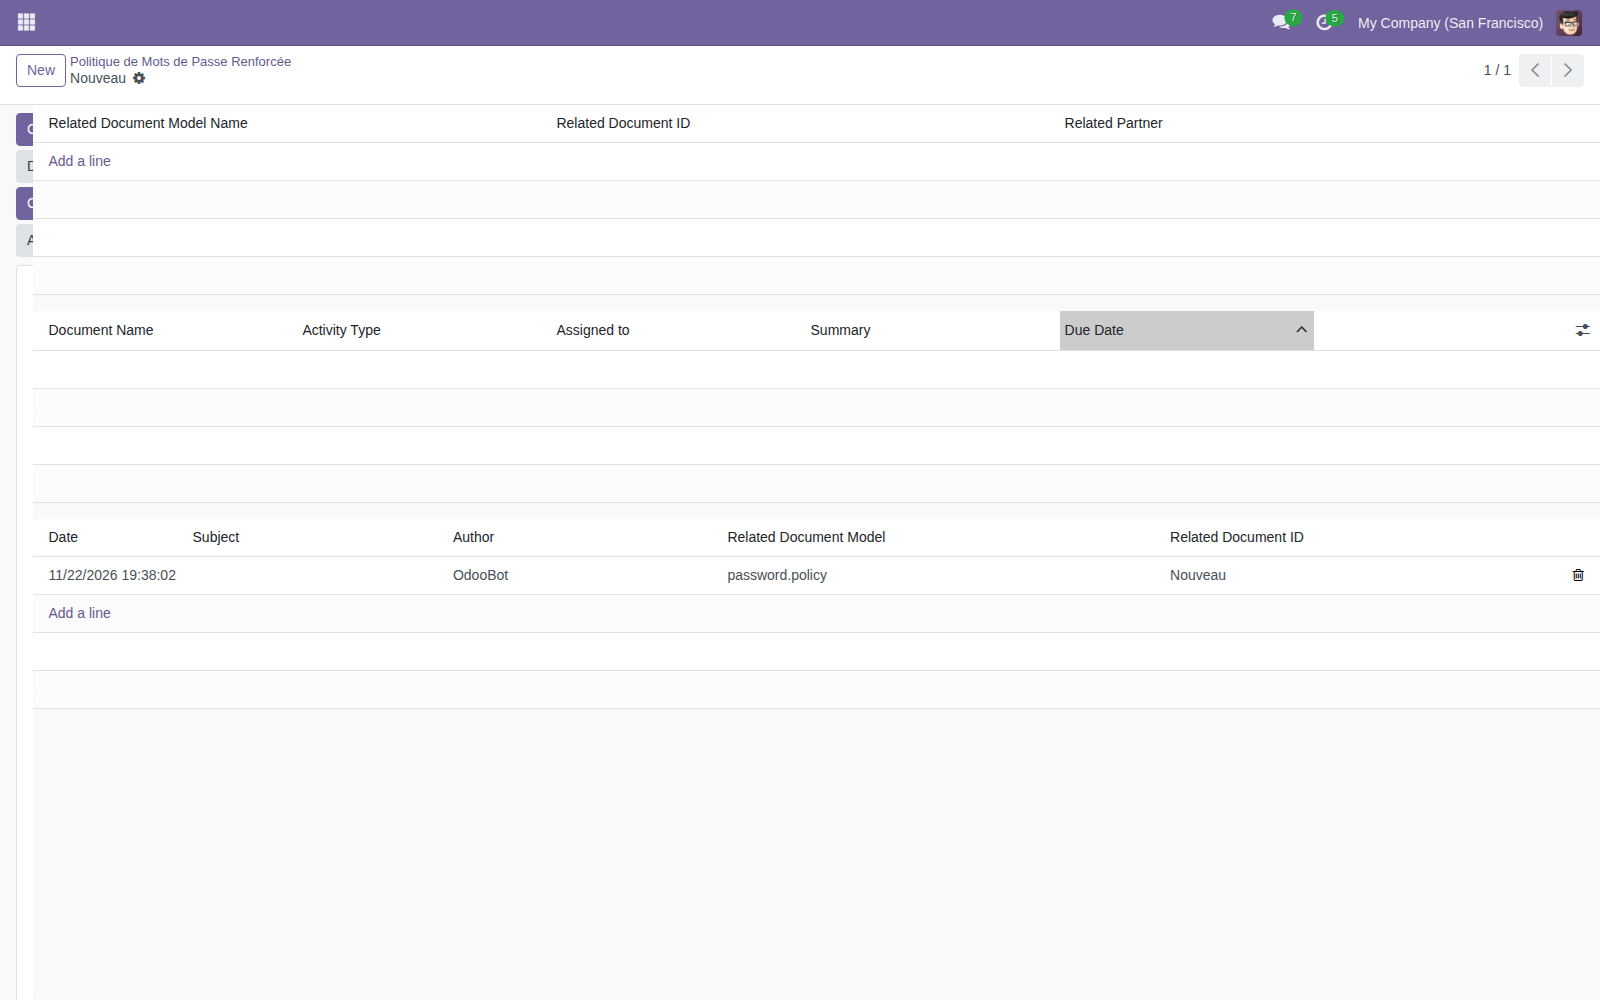 7
5
My Company (San Francisco)
New
Politique de Mots de Passe Renforcée
Nouveau
1 / 1
Related Document Model Name
Related Document ID
Related Partner
Add a line
Document Name
Activity Type
Assigned to
Summary
Due Date
Date
Subject
Author
Related Document Model
Related Document ID
11/22/2026 19:38:02
OdooBot
password.policy
Nouveau
Add a line